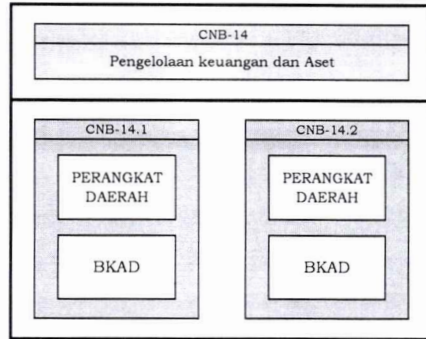 CNB-14
Pengelolaan keuangan dan Aset
CNB-14.1
PERANGKAT
DAERAH
BKAD
CNB-14.2
PERANGKAT
DAERAH
BKAD